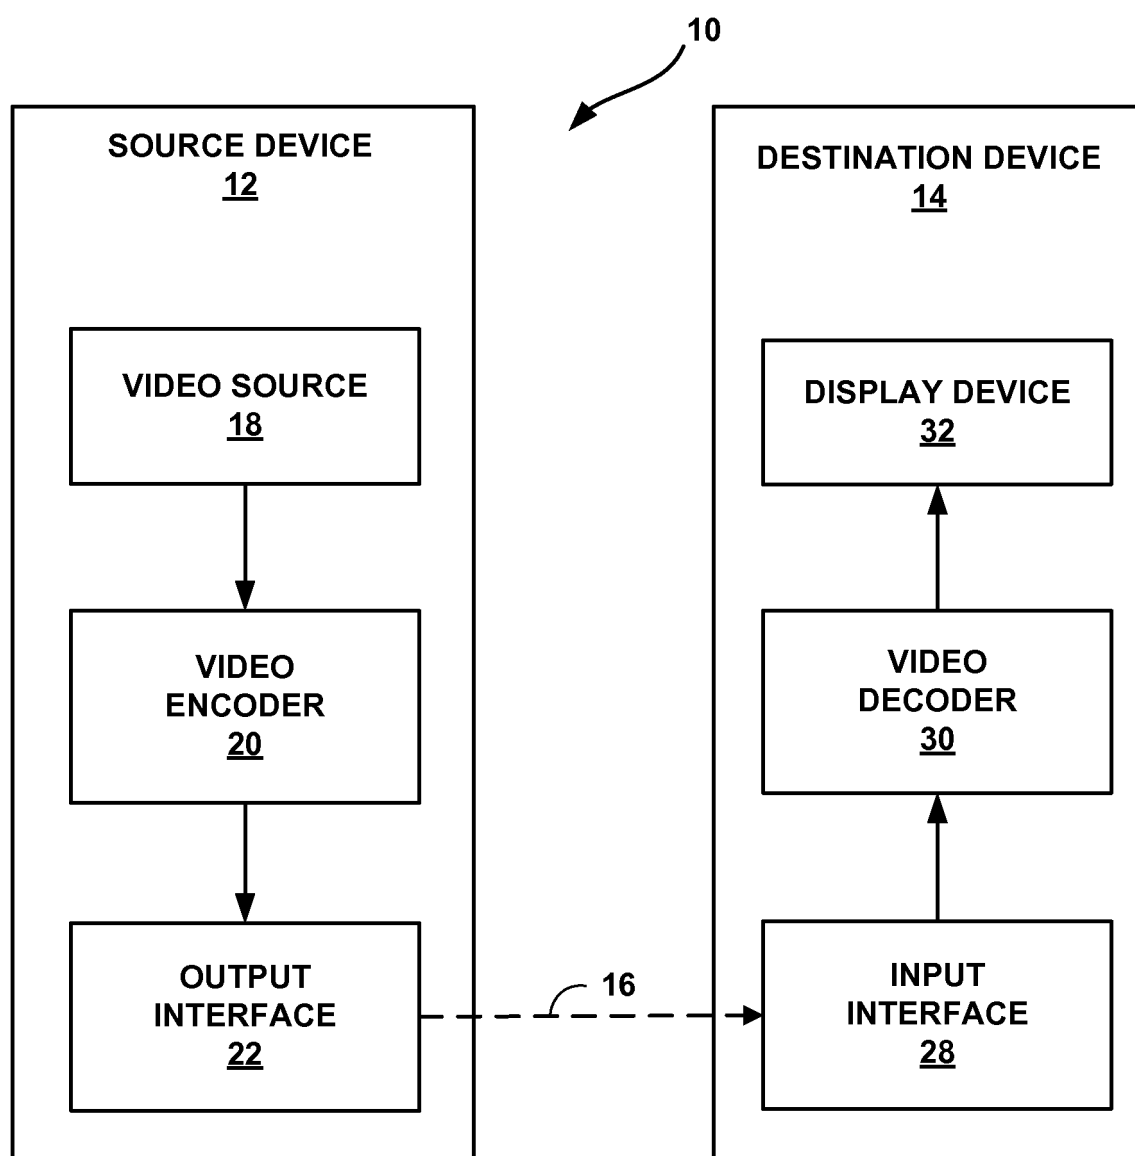 10
SOURCE DEVICE
12
VIDEO SOURCE
18
VIDEO
ENCODER
20
OUTPUT
INTERFACE
22
16
DESTINATION DEVICE
14
DISPLAY DEVICE
32
VIDEO
DECODER
30
INPUT
INTERFACE
28